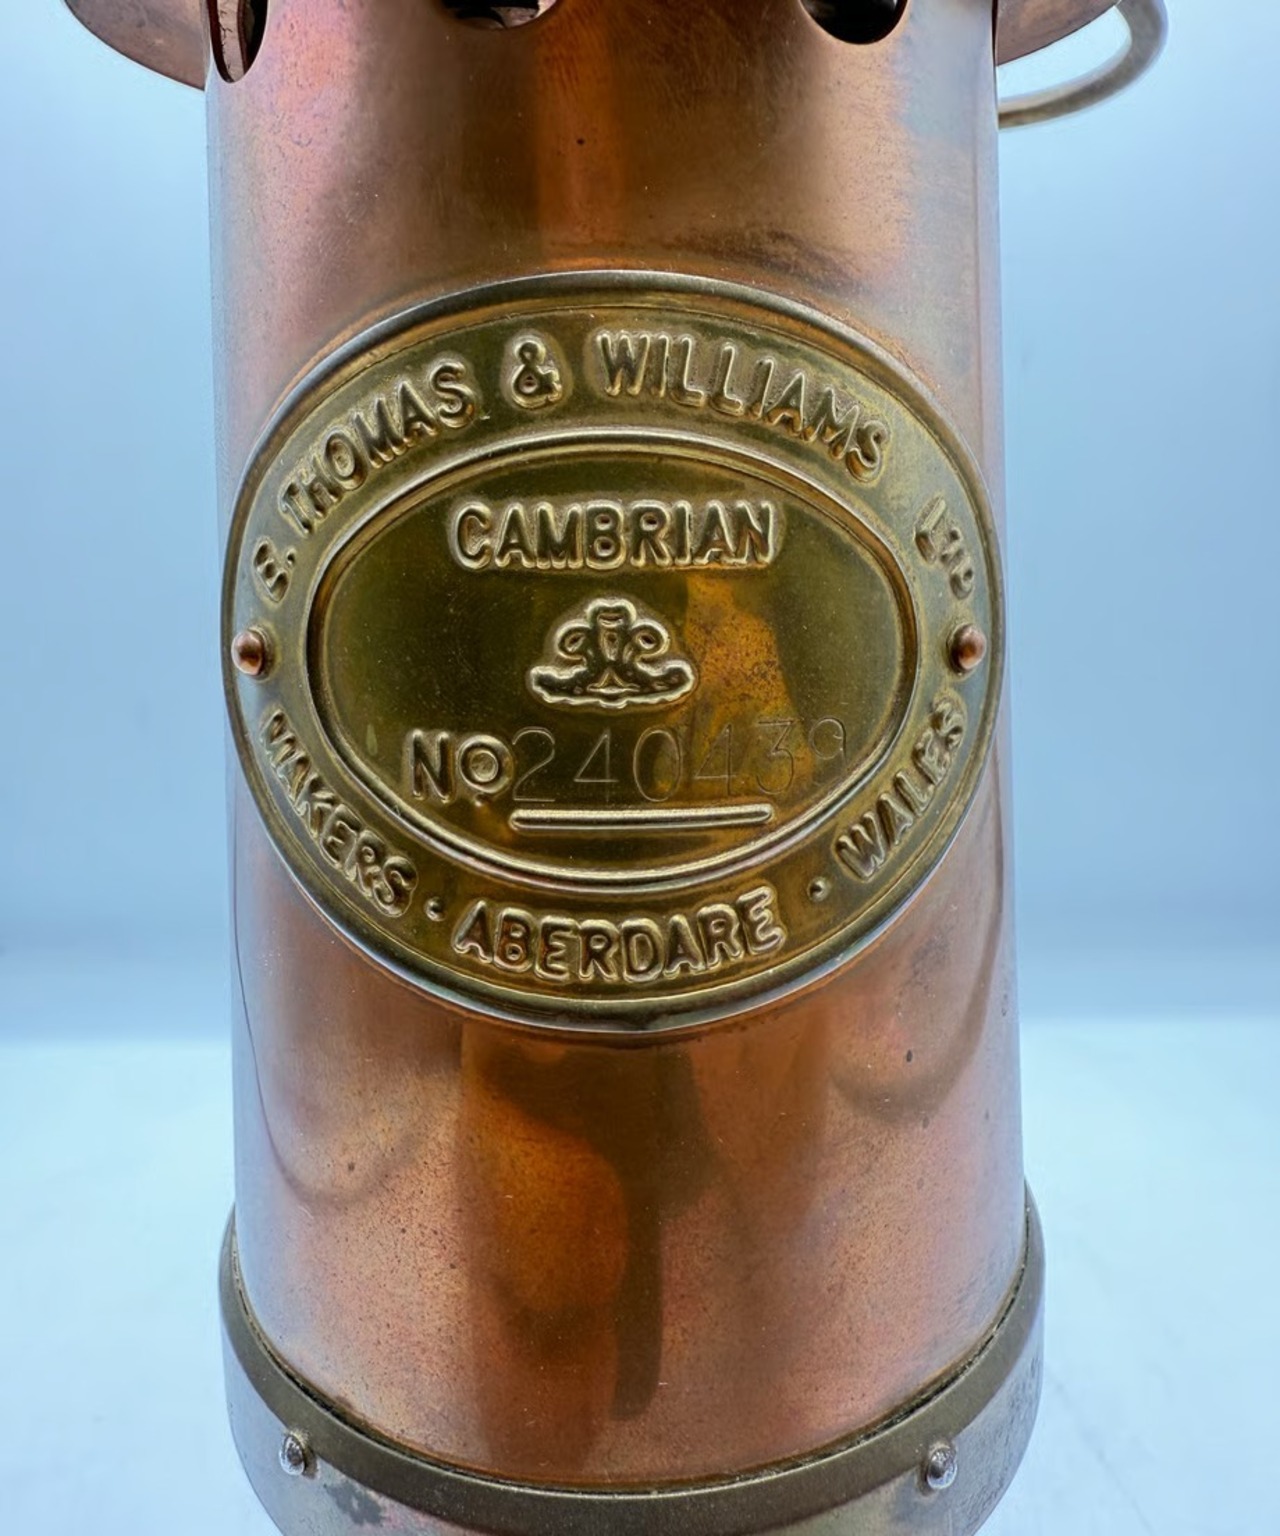 E. THOMAS & WILLIAMS LTD
CAMBRIAN
No 240439
MAKERS · ABERDARE · WALES